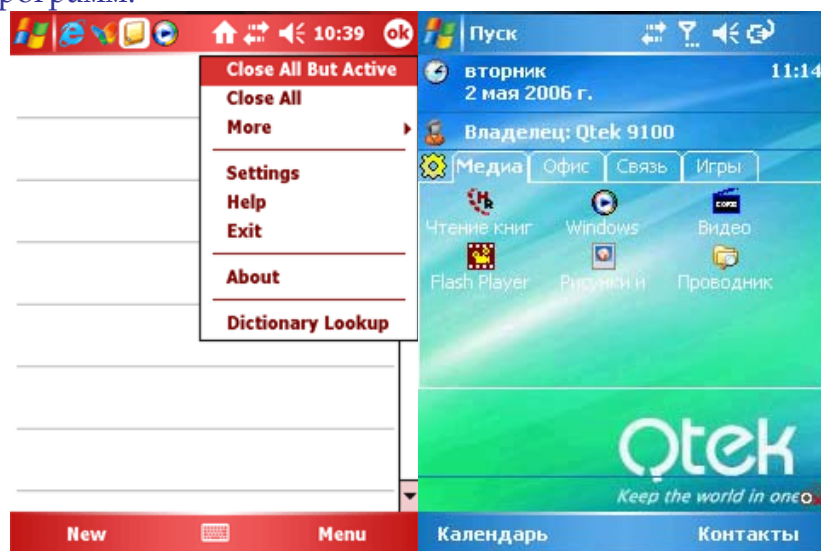 рограмм.
10:39 ok
Close All But Active
Close All
More
Settings
Help
Exit
About
Dictionary Lookup
New Menu
Пуск
вторник 11:14
2 мая 2006 г.
Владелец: Qtek 9100
Медиа Офис Связь Игры
Чтение книг Windows Видео
Flash Player Рисунки и Проводник
Qtek
Keep the world in one
Календарь Контакты